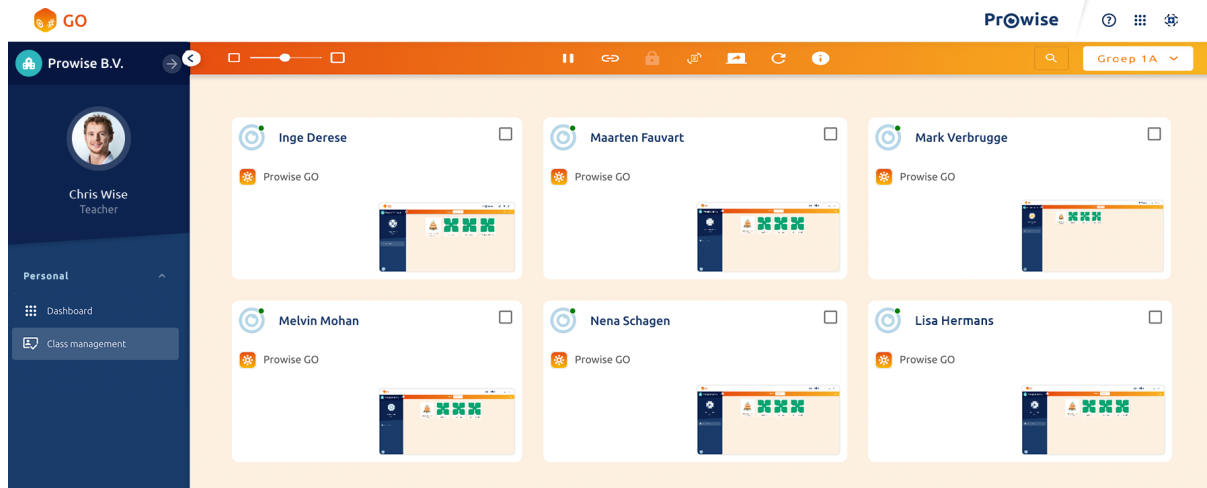 GO
Prowise
Prowise B.V.
Groep 1A
Chris Wise
Teacher
Personal
Dashboard
Class management
Inge Derese
Prowise GO
Maarten Fauvart
Prowise GO
Mark Verbrugge
Prowise GO
Melvin Mohan
Prowise GO
Nena Schagen
Prowise GO
Lisa Hermans
Prowise GO